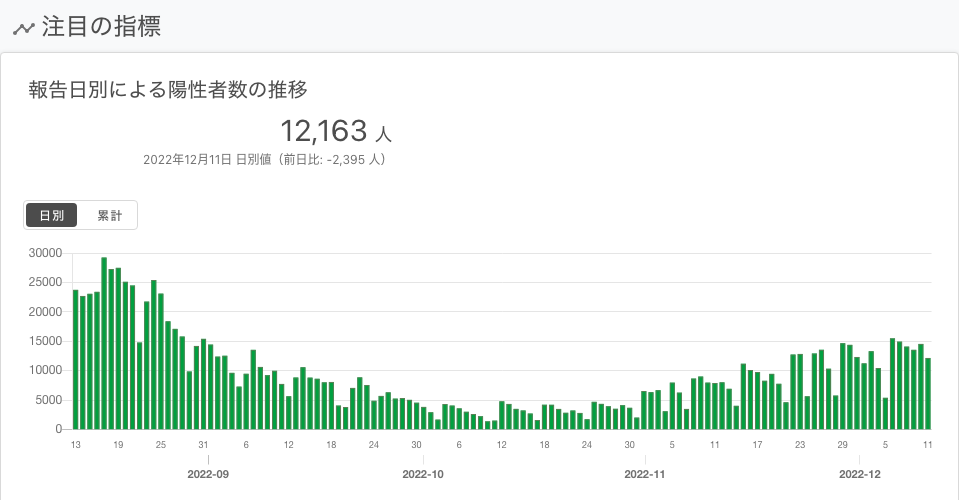 注目の指標
報告日別による陽性者数の推移
12,163 人
2022年12月11日 日別値（前日比: -2,395 人）
日別 累計
30000
25000
20000
15000
10000
5000
0
13 19 25 31 6 12 18 24 30 6 12 18 24 30 5 11 17 23 29 5 11
2022-09 2022-10 2022-11 2022-12